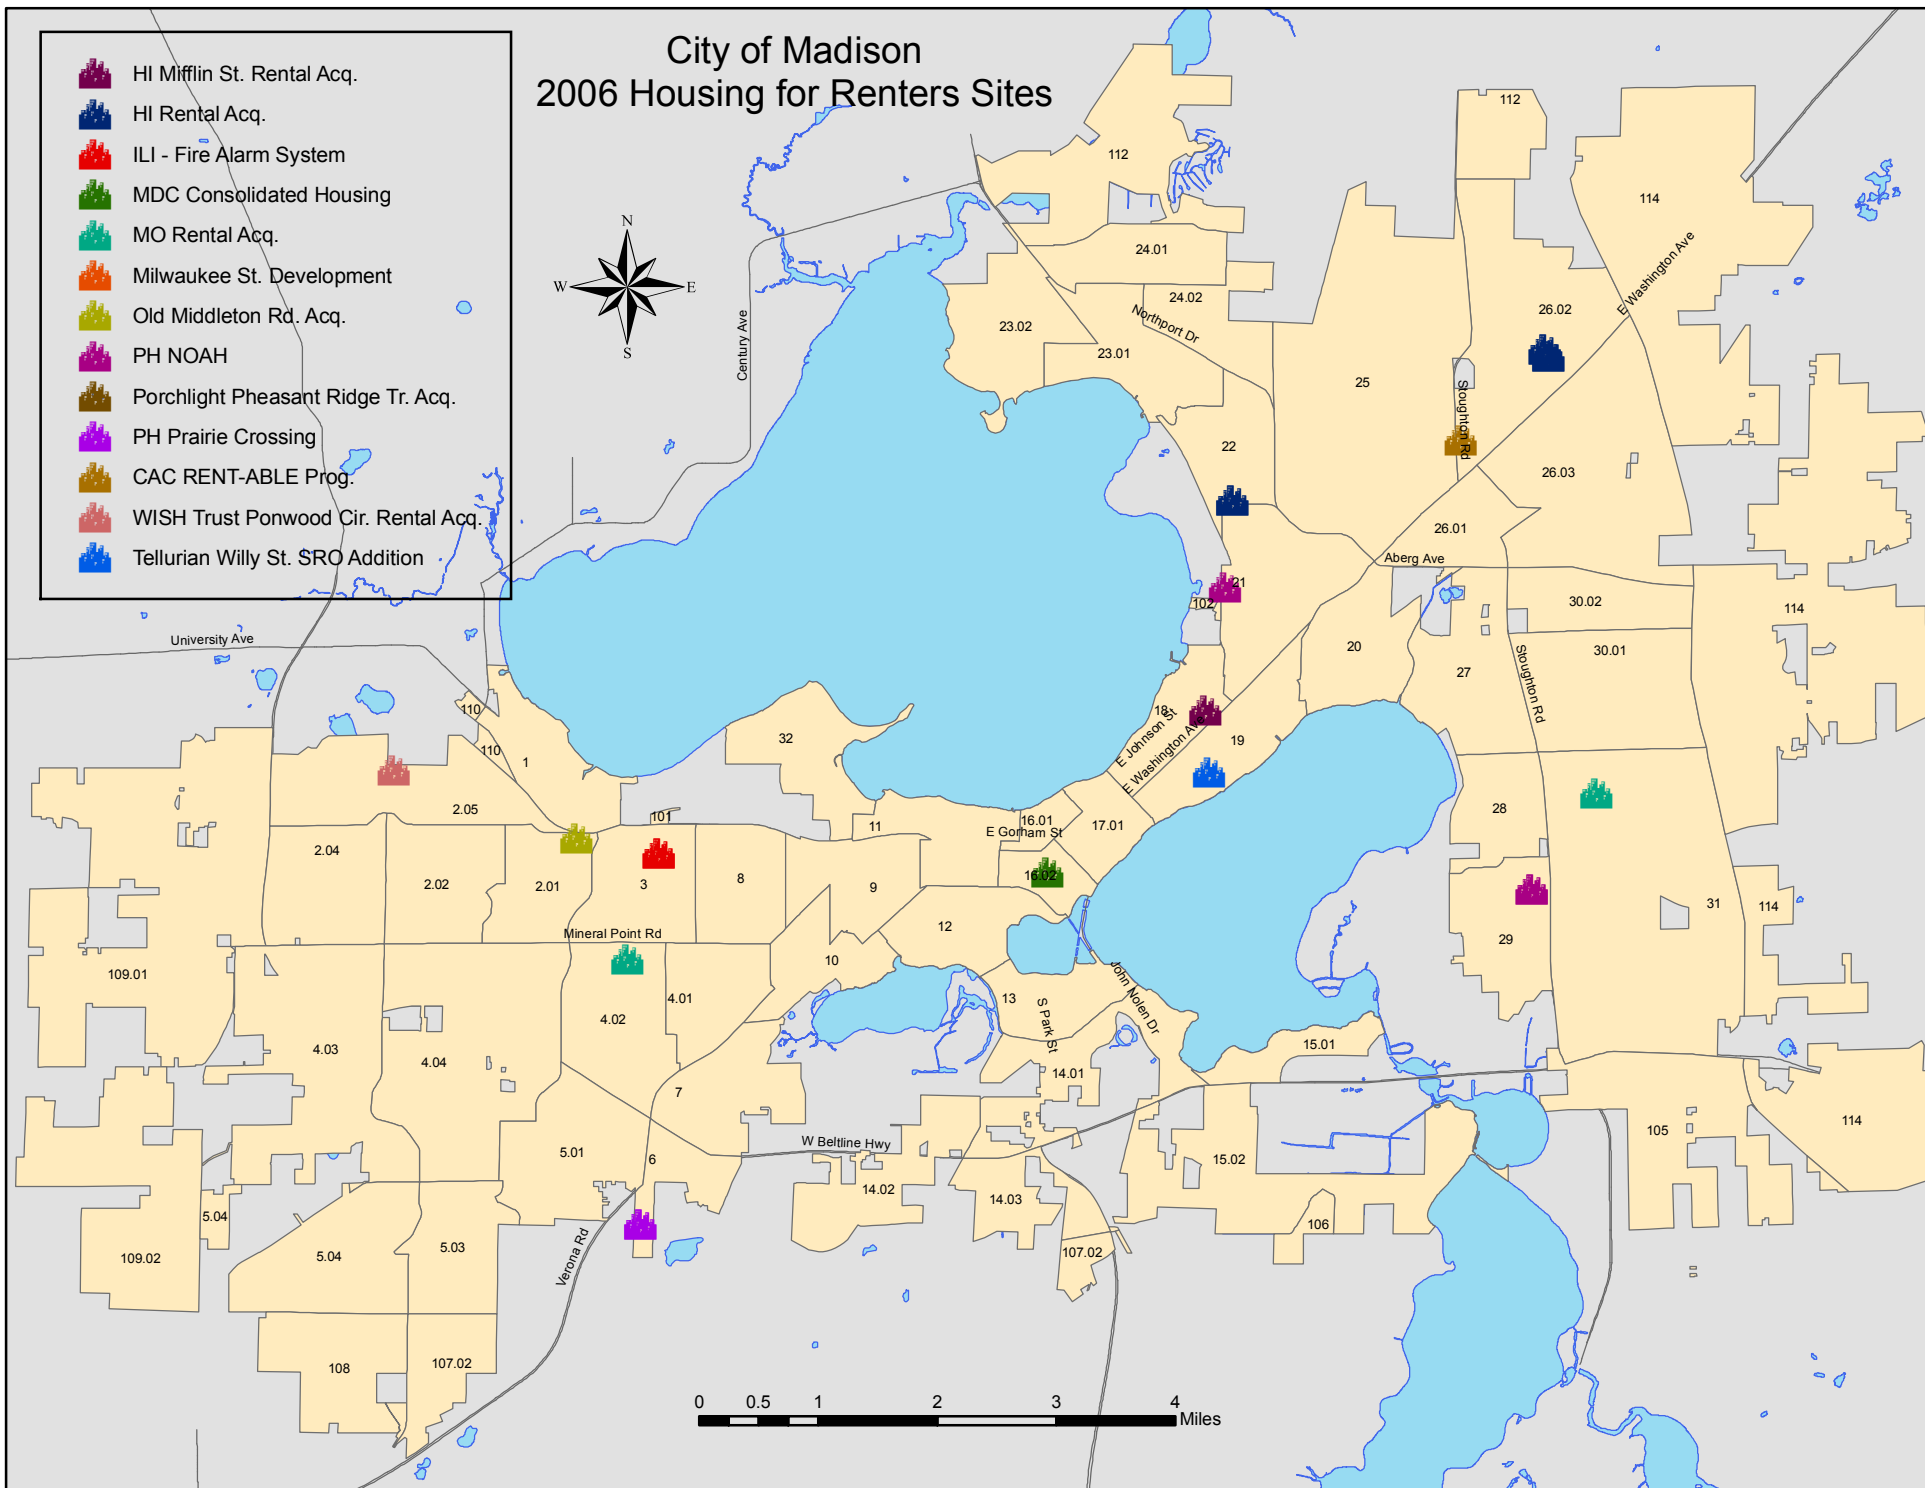 City of Madison
2006 Housing for Renters Sites
HI Mifflin St. Rental Acq.
HI Rental Acq.
ILI - Fire Alarm System
MDC Consolidated Housing
MO Rental Acq.
Milwaukee St. Development
Old Middleton Rd. Acq.
PH NOAH
Porchlight Pheasant Ridge Tr. Acq.
PH Prairie Crossing
CAC RENT-ABLE Prog.
WISH Trust Ponwood Cir. Rental Acq.
Tellurian Willy St. SRO Addition
N
W
E
S
112
112
114
24.01
24.02
Northport Dr
23.02
23.01
Century Ave
26.02
E Washington Ave
25
Stoughton Rd
22
26.03
26.01
Aberg Ave
21
102
30.02
114
30.01
20
27
Stoughton Rd
University Ave
110
110
1
32
18
E Johnson St
E Washington Ave
19
2.05
101
11
16.01
E Gorham St
17.01
28
2.04
2.02
2.01
3
8
9
16.02
31
114
12
29
Mineral Point Rd
109.01
10
4.01
13
S Park St
John Nolen Dr
4.02
15.01
4.03
4.04
14.01
7
105
114
W Beltline Hwy
5.01
6
15.02
14.02
14.03
5.04
106
5.04
5.03
109.02
Verona Rd
107.02
108
107.02
0
0.5
1
2
3
4
Miles